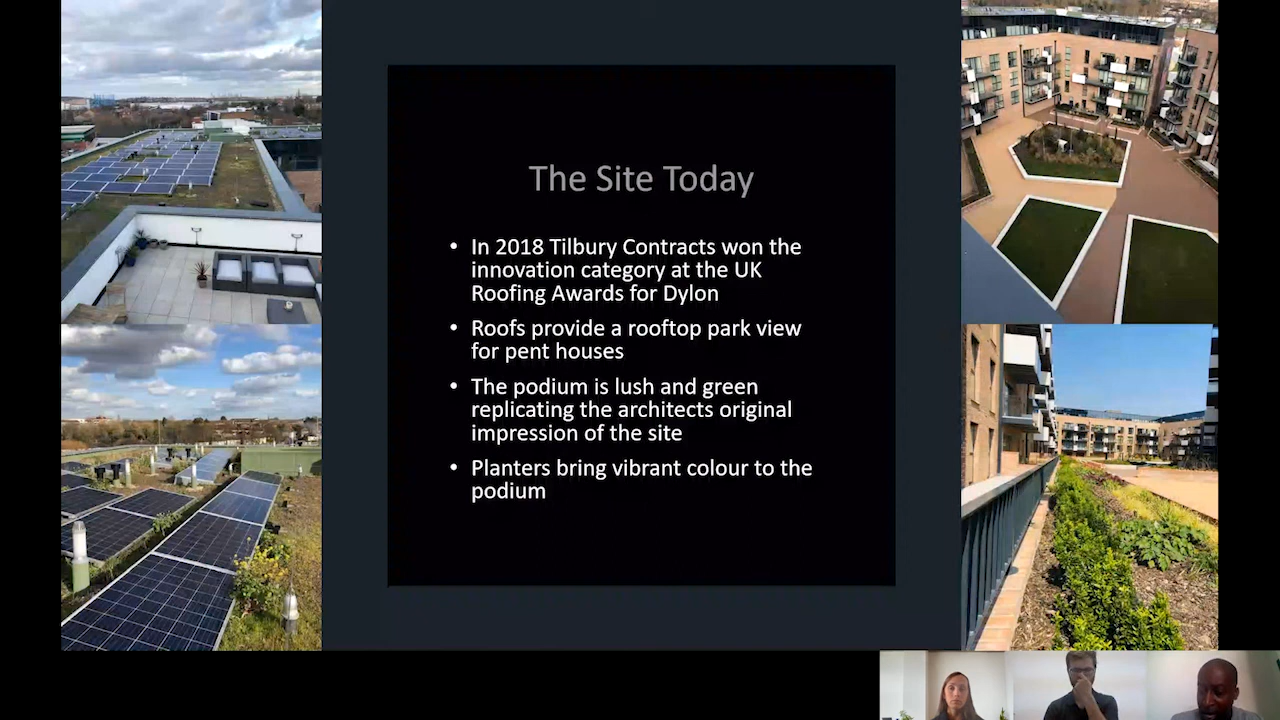 The Site Today
• In 2018 Tilbury Contracts won the
innovation category at the UK
Roofing Awards for Dylon
• Roofs provide a rooftop park view
for pent houses
• The podium is lush and green
replicating the architects original
impression of the site
• Planters bring vibrant colour to the
podium